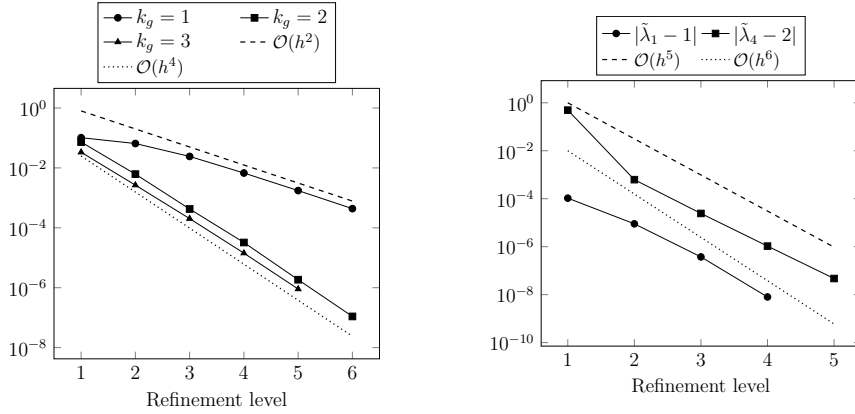 k_g = 1
k_g = 2
k_g = 3
O(h^2)
O(h^4)
10^0
10^−2
10^−4
10^−6
10^−8
1 2 3 4 5 6
Refinement level
|λ̃_1 − 1|
|λ̃_4 − 2|
O(h^5)
O(h^6)
10^0
10^−2
10^−4
10^−6
10^−8
10^−10
1 2 3 4 5
Refinement level